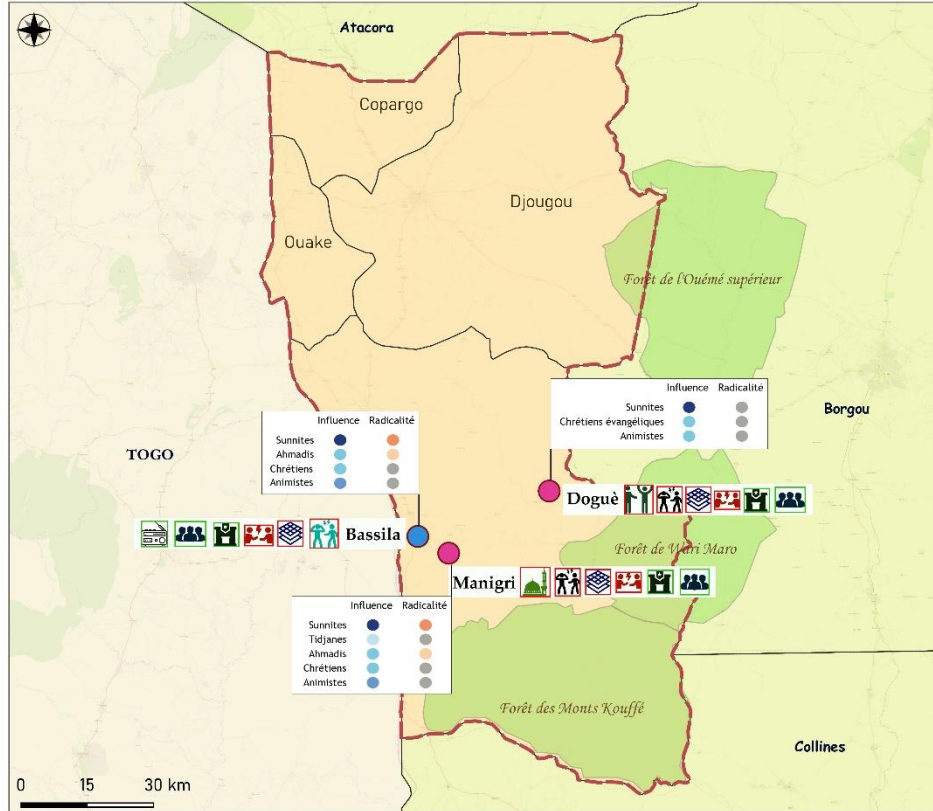 Atacora
Copargo
Djougou
Ouake
Forêt de l'Ouémé supérieur
Influence Radicalité
Sunnites
Chrétiens évangéliques
Animistes
Borgou
TOGO
Influence Radicalité
Sunnites
Ahmadis
Chrétiens
Animistes
Doguè
Bassila
Forêt de Wari Maro
Manigri
Influence Radicalité
Sunnites
Tidjanes
Ahmadis
Chrétiens
Animistes
Forêt des Monts Kouffé
Collines
0 15 30 km